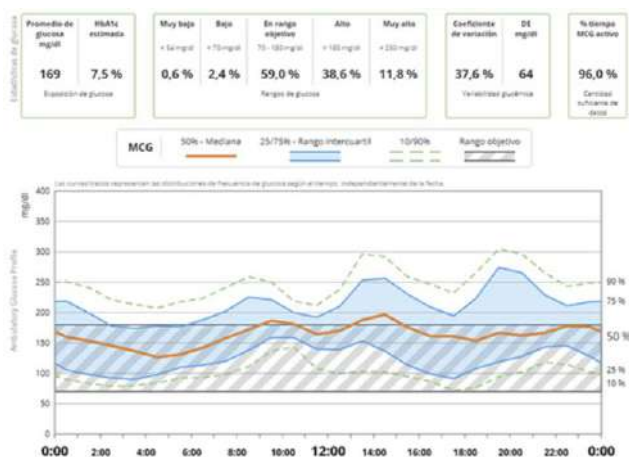 Estadísticas de glucosa
Promedio de glucosa mg/dl
HbA1c estimada
169
7,5 %
Exposición de glucosa
Muy bajo
Bajo
En rango objetivo
Alto
Muy alto
< 54 mg/dl
< 70 mg/dl
70 - 180 mg/dl
> 180 mg/dl
> 250 mg/dl
0,6 %
2,4 %
59,0 %
38,6 %
11,8 %
Rangos de glucosa
Coeficiente de variación
DE mg/dl
37,6 %
64
Variabilidad glucémica
% tiempo MCG activo
96,0 %
Cantidad suficiente de datos
MCG
50% - Mediana
25/75% - Rango intercuartil
10/90%
Rango objetivo
Las curvas/trazos representan las distribuciones de frecuencia de glucosa según el tiempo, independientemente de la fecha.
Ambulatory Glucose Profile
mg/dl
400
350
300
250
200
150
100
50
0
90 %
75 %
50 %
25 %
10 %
0:00 2:00 4:00 6:00 8:00 10:00 12:00 14:00 16:00 18:00 20:00 22:00 0:00